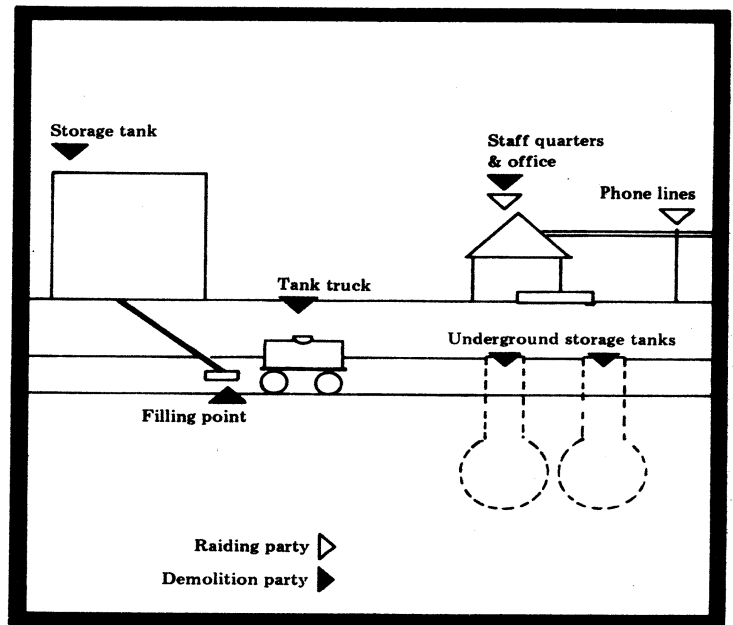 Storage tank
Staff quarters
& office
Phone lines
Tank truck
Underground storage tanks
Filling point
Raiding party
Demolition party